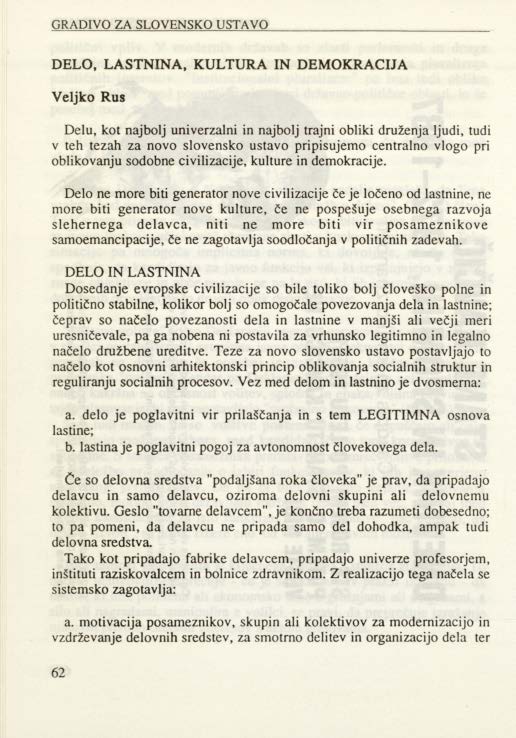 GRADIVO ZA SLOVENSKO USTAVO
DELO, LASTNINA, KULTURA IN DEMOKRACIJA
Veljko Rus
Delu, kot najbolj univerzalni in najbolj trajni obliki druženja ljudi, tudi
v teh tezah za novo slovensko ustavo pripisujemo centralno vlogo pri
oblikovanju sodobne civilizacije, kulture in demokracije.
Delo ne more biti generator nove civilizacije če je ločeno od lastnine, ne
more biti generator nove kulture, če ne pospešuje osebnega razvoja
slehernega delavca, niti ne more biti vir posameznikove
samoemancipacije, če ne zagotavlja soodločanja v političnih zadevah.
DELO IN LASTNINA
Dosedanje evropske civilizacije so bile toliko bolj človeško polne in
politično stabilne, kolikor bolj so omogočale povezovanja dela in lastnine;
čeprav so načelo povezanosti dela in lastnine v manjši ali večji meri
uresničevale, pa ga nobena ni postavila za vrhunsko legitimno in legalno
načelo družbene ureditve. Teze za novo slovensko ustavo postavljajo to
načelo kot osnovni arhitektonski princip oblikovanja socialnih struktur in
reguliranju socialnih procesov. Vez med delom in lastnino je dvosmerna:
a. delo je poglavitni vir prilaščanja in s tem LEGITIMNA osnova
lastine;
b. lastina je poglavitni pogoj za avtonomnost človekovega dela.
Če so delovna sredstva "podaljšana roka človeka" je prav, da pripadajo
delavcu in samo delavcu, oziroma delovni skupini ali delovnemu
kolektivu. Geslo "tovarne delavcem", je končno treba razumeti dobesedno;
to pa pomeni, da delavcu ne pripada samo del dohodka, ampak tudi
delovna sredstva.
Tako kot pripadajo fabrike delavcem, pripadajo univerze profesorjem,
inštituti raziskovalcem in bolnice zdravnikom. Z realizacijo tega načela se
sistemsko zagotavlja:
a. motivacija posameznikov, skupin ali kolektivov za modernizacijo in
vzdrževanje delovnih sredstev, za smotrno delitev in organizacijo dela ter
62